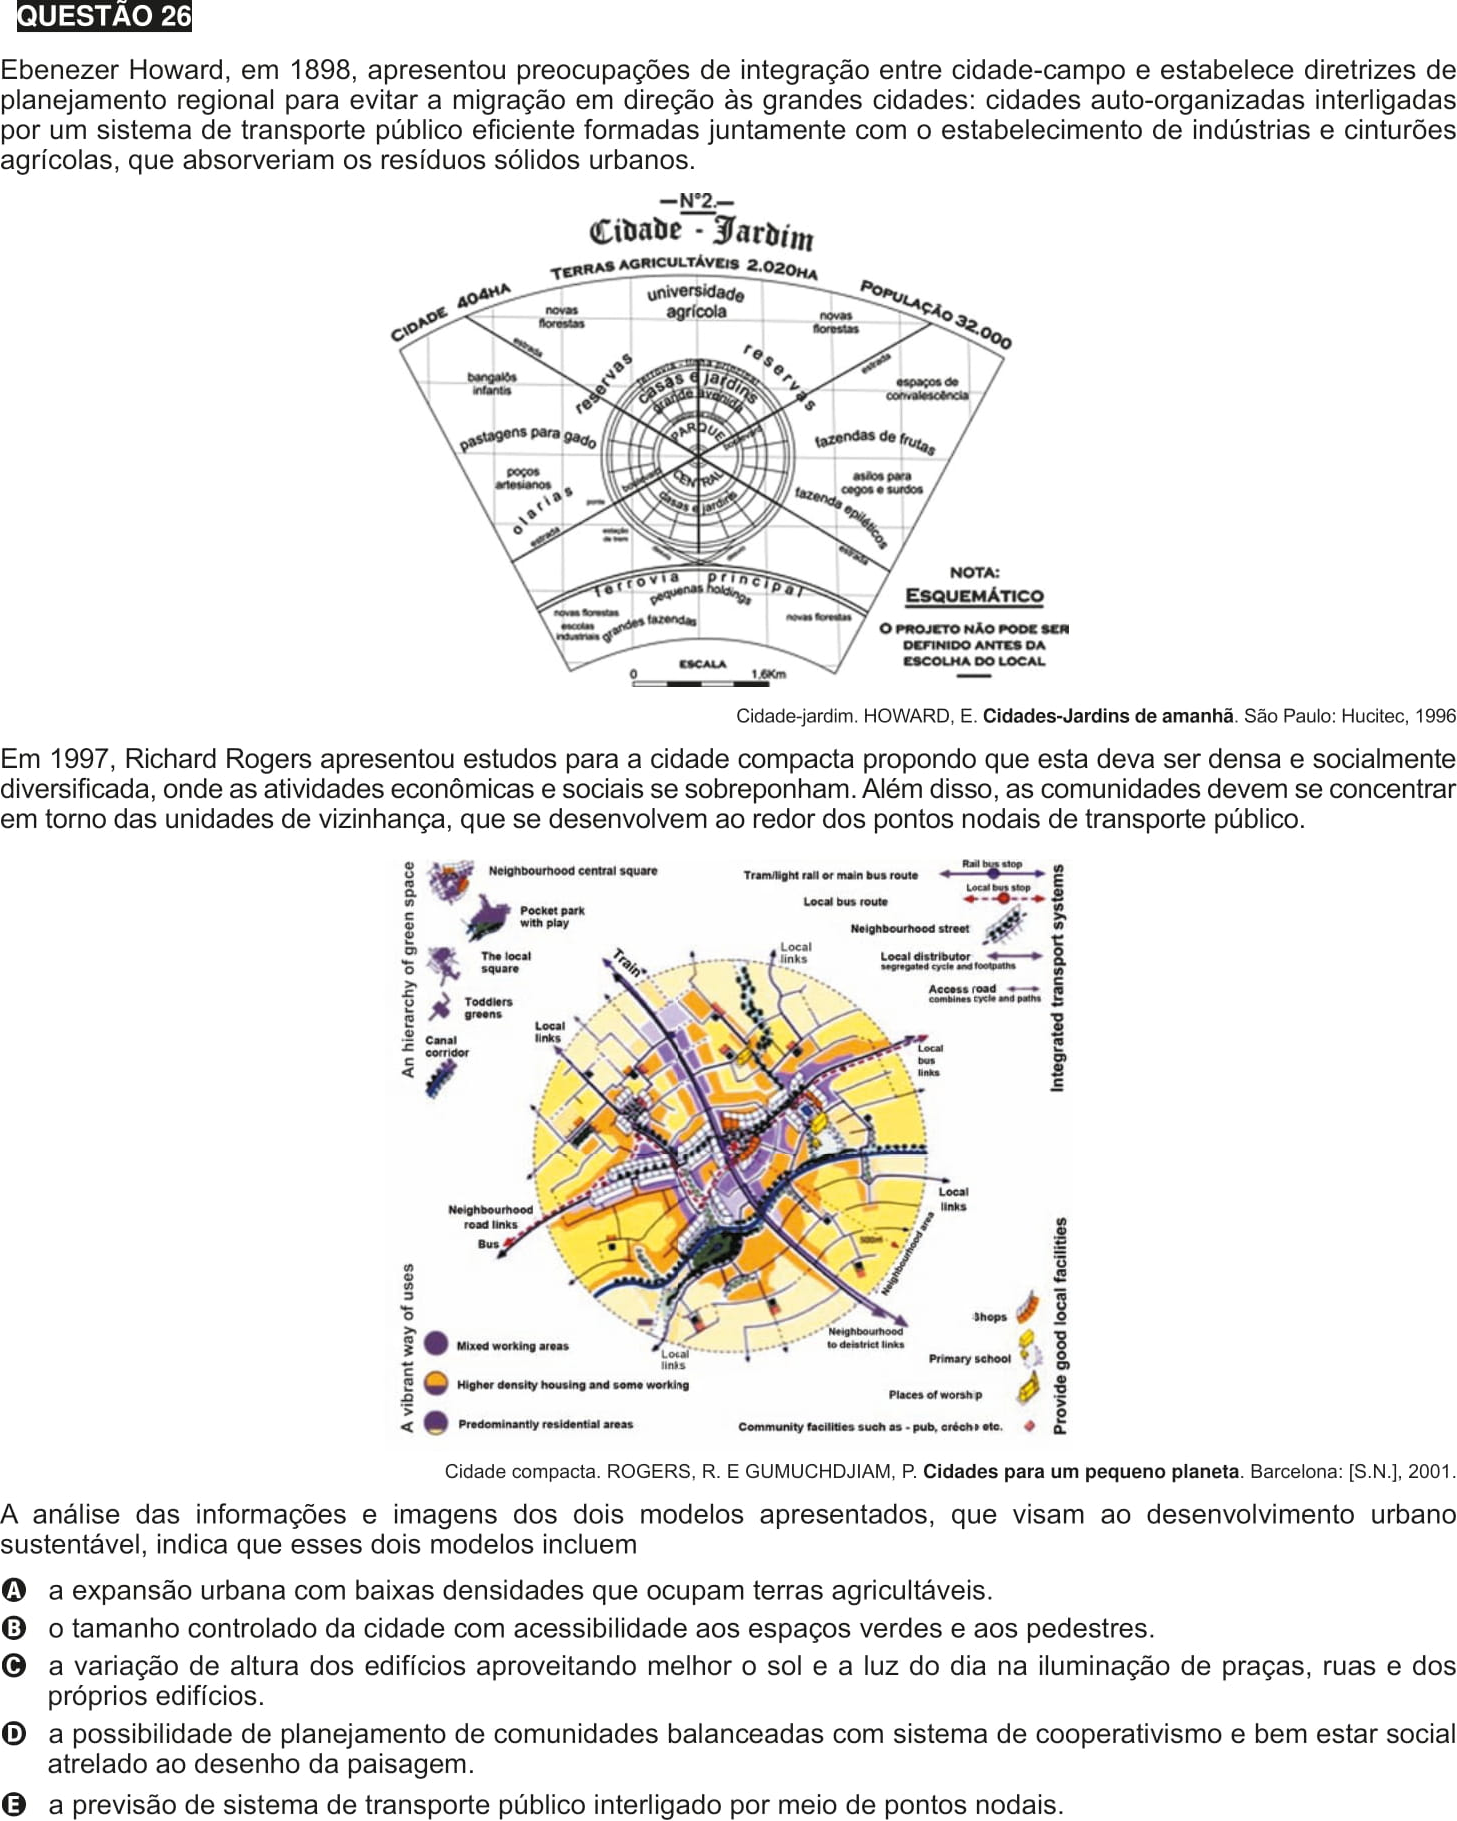 QUESTÃO 26
Ebenezer Howard, em 1898, apresentou preocupações de integração entre cidade-campo e estabelece diretrizes de
planejamento regional para evitar a migração em direção às grandes cidades: cidades auto-organizadas interligadas
por um sistema de transporte público eficiente formadas juntamente com o estabelecimento de indústrias e cinturões
agrícolas, que absorveriam os resíduos sólidos urbanos.
—N°2.—
Cidade - Jardim
TERRAS AGRICULTÁVEIS 2.020HA
CIDADE 404HA
POPULAÇÃO 32.000
universidade
agrícola
novas
florestas
novas
florestas
estrada
estrada
reservas
reservas
ferrovia - linha principal
casas e jardins
grande avenida
bangalôs
infantis
espaços de
convalescência
PARQUE
boulevard
pastagens para gado
fazendas de frutas
poços
artesianos
asilos para
cegos e surdos
CENTRAL
boulevard
casas e jardins
olarias
fazenda epiléticos
ponte
estação
de trem
estrada
estrada
ferrovia principal
pequenas holdings
novas florestas
escolas
industriais
grandes fazendas
novas florestas
NOTA:
ESQUEMÁTICO
O PROJETO NÃO PODE SER
DEFINIDO ANTES DA
ESCOLHA DO LOCAL
ESCALA
0 1,6Km
Cidade-jardim. HOWARD, E. Cidades-Jardins de amanhã. São Paulo: Hucitec, 1996
Em 1997, Richard Rogers apresentou estudos para a cidade compacta propondo que esta deva ser densa e socialmente
diversificada, onde as atividades econômicas e sociais se sobreponham. Além disso, as comunidades devem se concentrar
em torno das unidades de vizinhança, que se desenvolvem ao redor dos pontos nodais de transporte público.
An hierarchy of green space
Neighbourhood central square
Pocket park
with play
The local
square
Toddlers
greens
Canal
corridor
Integrated transport systems
Rail bus stop
Tram/light rall or main bus route
Local bus stop
Local bus route
Neighbourhood street
Local distributor
segregated cycle and footpaths
Access road
combines cycle and paths
Train
Local
links
Local
links
Local
bus
links
Local
links
Neighbourhood
road links
Bus
500m
Neighbourhood area
Neighbourhood
to deistrict links
Local
links
A vibrant way of uses
Mixed working areas
Higher density housing and some working
Predominantly residential areas
Provide good local facilities
Shops
Primary school
Places of worship
Community facilities such as - pub, créche etc.
Cidade compacta. ROGERS, R. E GUMUCHDJIAM, P. Cidades para um pequeno planeta. Barcelona: [S.N.], 2001.
A análise das informações e imagens dos dois modelos apresentados, que visam ao desenvolvimento urbano
sustentável, indica que esses dois modelos incluem
A a expansão urbana com baixas densidades que ocupam terras agricultáveis.
B o tamanho controlado da cidade com acessibilidade aos espaços verdes e aos pedestres.
C a variação de altura dos edifícios aproveitando melhor o sol e a luz do dia na iluminação de praças, ruas e dos
próprios edifícios.
D a possibilidade de planejamento de comunidades balanceadas com sistema de cooperativismo e bem estar social
atrelado ao desenho da paisagem.
E a previsão de sistema de transporte público interligado por meio de pontos nodais.